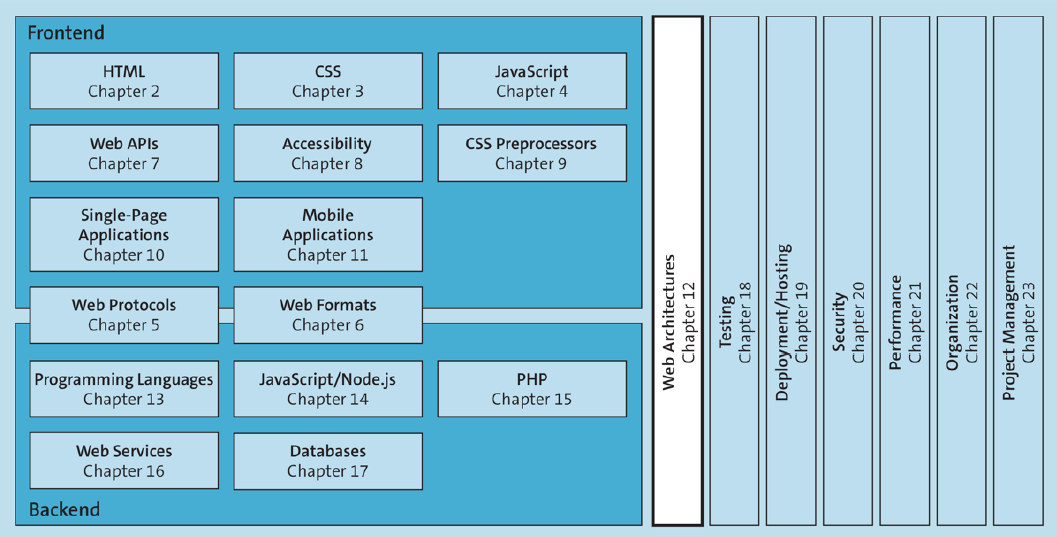 Frontend
HTML
Chapter 2
CSS
Chapter 3
JavaScript
Chapter 4
Web APIs
Chapter 7
Accessibility
Chapter 8
CSS Preprocessors
Chapter 9
Single-Page
Applications
Chapter 10
Mobile
Applications
Chapter 11
Web Protocols
Chapter 5
Web Formats
Chapter 6
Programming Languages
Chapter 13
JavaScript/Node.js
Chapter 14
PHP
Chapter 15
Web Services
Chapter 16
Databases
Chapter 17
Backend
Web Architectures
Chapter 12
Testing
Chapter 18
Deployment/Hosting
Chapter 19
Security
Chapter 20
Performance
Chapter 21
Organization
Chapter 22
Project Management
Chapter 23